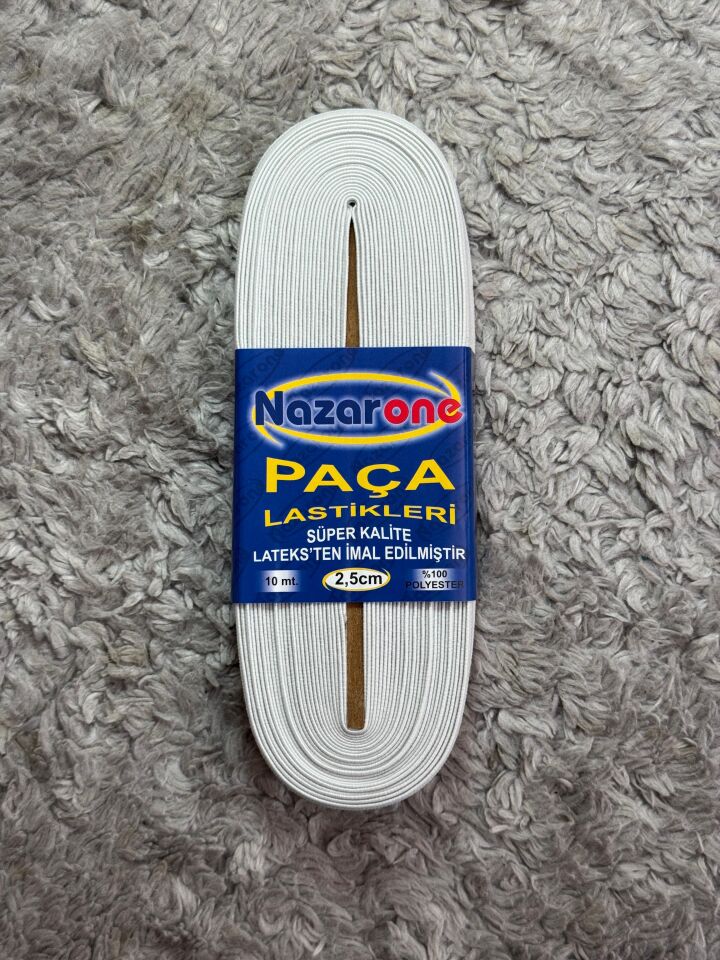 Nazarone
PAÇA
LASTİKLERİ
SÜPER KALİTE
LATEKS'TEN İMAL EDİLMİŞTİR
10 mt.
2,5cm
%100
POLYESTER